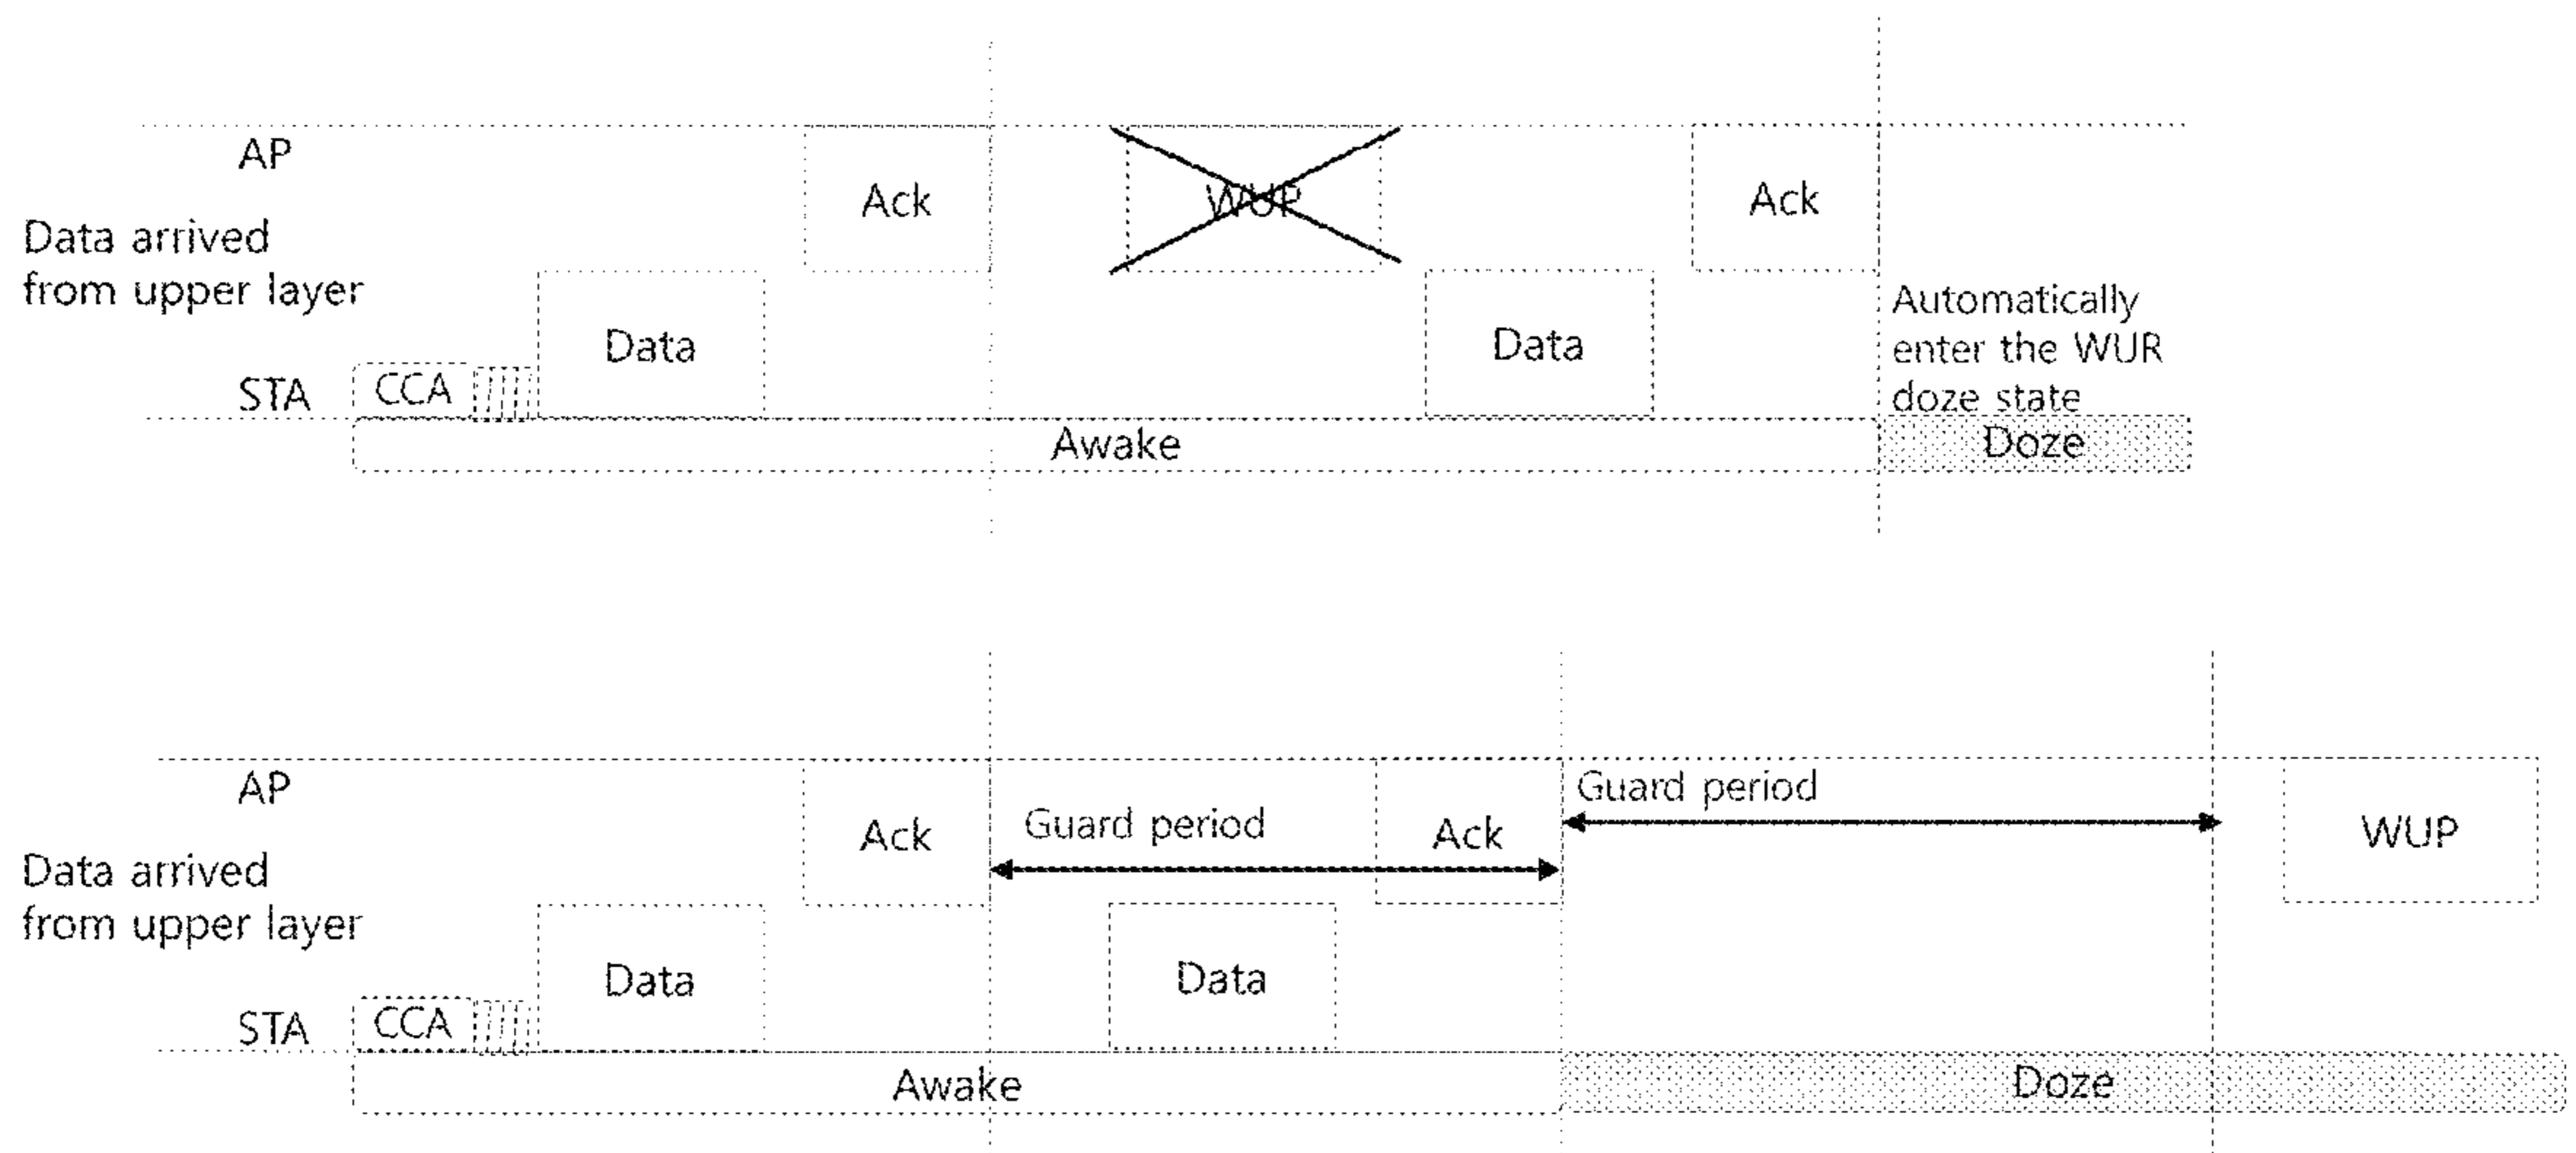 AP
Ack
WUP
Ack
Data arrived
from upper layer
Data
Data
Automatically
enter the WUR
doze state
STA
CCA
Awake
Doze
AP
Guard period
Guard period
Ack
Ack
WUP
Data arrived
from upper layer
Data
Data
STA
CCA
Awake
Doze